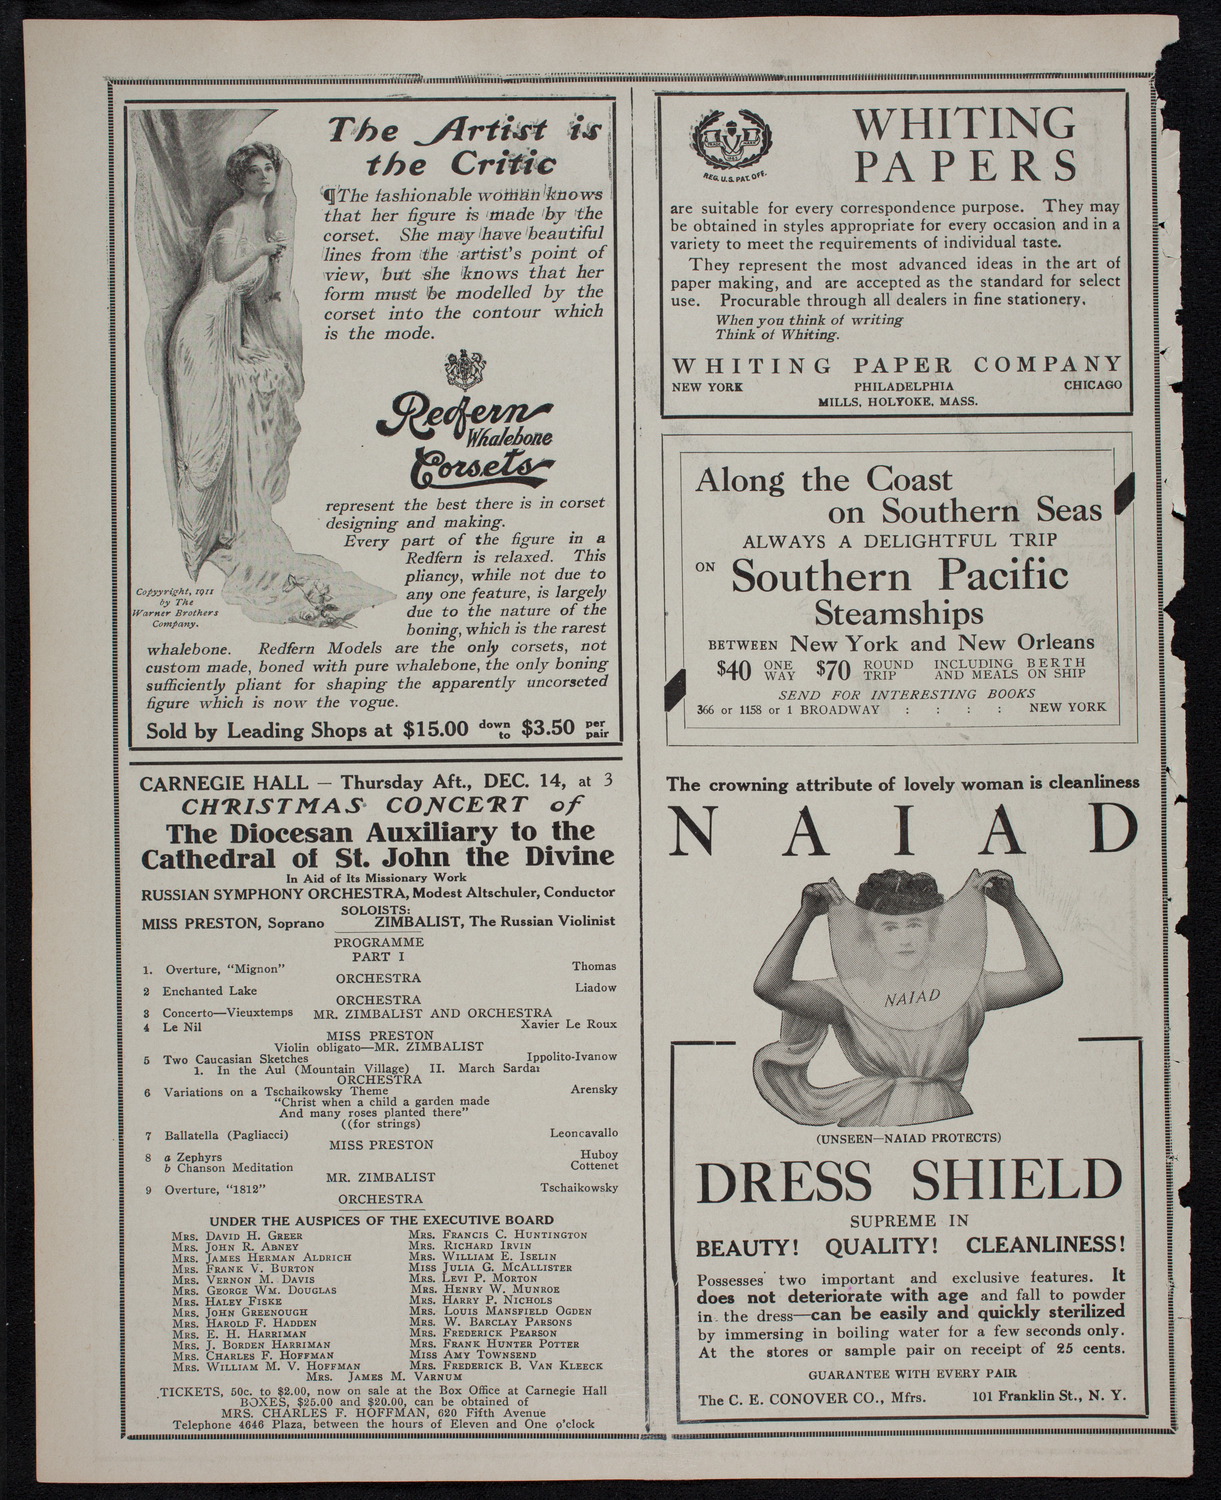 The Artist is
the Critic
¶The fashionable woman knows
that her figure is made by the
corset. She may have beautiful
lines from the artist's point of
view, but she knows that her
form must be modelled by the
corset into the contour which
is the mode.
Redfern
Whalebone
Corsets
represent the best there is in corset
designing and making.
Every part of the figure in a
Redfern is relaxed. This
pliancy, while not due to
any one feature, is largely
due to the nature of the
boning, which is the rarest
Copyright, 1911
by The
Warner Brothers
Company.
whalebone. Redfern Models are the only corsets, not
custom made, boned with pure whalebone, the only boning
sufficiently pliant for shaping the apparently uncorseted
figure which is now the vogue.
Sold by Leading Shops at $15.00 down to $3.50 per pair
CARNEGIE HALL — Thursday Aft., DEC. 14, at 3
CHRISTMAS CONCERT of
The Diocesan Auxiliary to the
Cathedral of St. John the Divine
In Aid of Its Missionary Work
RUSSIAN SYMPHONY ORCHESTRA, Modest Altschuler, Conductor
SOLOISTS:
MISS PRESTON, Soprano ZIMBALIST, The Russian Violinist
PROGRAMME
PART I
1. Overture, "Mignon" Thomas
ORCHESTRA
2 Enchanted Lake Liadow
ORCHESTRA
3 Concerto—Vieuxtemps MR. ZIMBALIST AND ORCHESTRA
4 Le Nil Xavier Le Roux
MISS PRESTON
Violin obligato—MR. ZIMBALIST
5 Two Caucasian Sketches Ippolito-Ivanow
1. In the Aul (Mountain Village) II. March Sardar
ORCHESTRA
6 Variations on a Tschaikowsky Theme Arensky
"Christ when a child a garden made
And many roses planted there"
((for strings)
7 Ballatella (Pagliacci) Leoncavallo
MISS PRESTON
8 a Zephyrs Huboy
b Chanson Meditation Cottenet
MR. ZIMBALIST
9 Overture, "1812" Tschaikowsky
ORCHESTRA
UNDER THE AUSPICES OF THE EXECUTIVE BOARD
MRS. DAVID H. GREER
MRS. JOHN R. ABNEY
MRS. JAMES HERMAN ALDRICH
MRS. FRANK V. BURTON
MRS. VERNON M. DAVIS
MRS. GEORGE WM. DOUGLAS
MRS. HALEY FISKE
MRS. JOHN GREENOUGH
MRS. HAROLD F. HADDEN
MRS. E. H. HARRIMAN
MRS. J. BORDEN HARRIMAN
MRS. CHARLES F. HOFFMAN
MRS. WILLIAM M. V. HOFFMAN
MRS. FRANCIS C. HUNTINGTON
MRS. RICHARD IRVIN
MRS. WILLIAM E. ISELIN
MISS JULIA G. MCALLISTER
MRS. LEVI P. MORTON
MRS. HENRY W. MUNROE
MRS. HARRY P. NICHOLS
MRS. LOUIS MANSFIELD OGDEN
MRS. W. BARCLAY PARSONS
MRS. FREDERICK PEARSON
MRS. FRANK HUNTER POTTER
MISS AMY TOWNSEND
MRS. FREDERICK B. VAN KLEECK
MRS. JAMES M. VARNUM
TICKETS, 50c. to $2.00, now on sale at the Box Office at Carnegie Hall
BOXES, $25.00 and $20.00, can be obtained of
MRS. CHARLES F. HOFFMAN, 620 Fifth Avenue
Telephone 4646 Plaza, between the hours of Eleven and One o'clock
REG. U.S. PAT. OFF.
WHITING
PAPERS
are suitable for every correspondence purpose. They may
be obtained in styles appropriate for every occasion and in a
variety to meet the requirements of individual taste.
They represent the most advanced ideas in the art of
paper making, and are accepted as the standard for select
use. Procurable through all dealers in fine stationery.
When you think of writing
Think of Whiting.
WHITING PAPER COMPANY
NEW YORK PHILADELPHIA CHICAGO
MILLS, HOLYOKE, MASS.
Along the Coast
on Southern Seas
ALWAYS A DELIGHTFUL TRIP
ON Southern Pacific
Steamships
BETWEEN New York and New Orleans
$40 ONE WAY $70 ROUND TRIP INCLUDING BERTH AND MEALS ON SHIP
SEND FOR INTERESTING BOOKS
366 or 1158 or 1 BROADWAY : : : : NEW YORK
The crowning attribute of lovely woman is cleanliness
NAIAD
NAIAD
(UNSEEN—NAIAD PROTECTS)
DRESS SHIELD
SUPREME IN
BEAUTY! QUALITY! CLEANLINESS!
Possesses two important and exclusive features. It
does not deteriorate with age and fall to powder
in the dress—can be easily and quickly sterilized
by immersing in boiling water for a few seconds only.
At the stores or sample pair on receipt of 25 cents.
GUARANTEE WITH EVERY PAIR
The C. E. CONOVER CO., Mfrs. 101 Franklin St., N. Y.